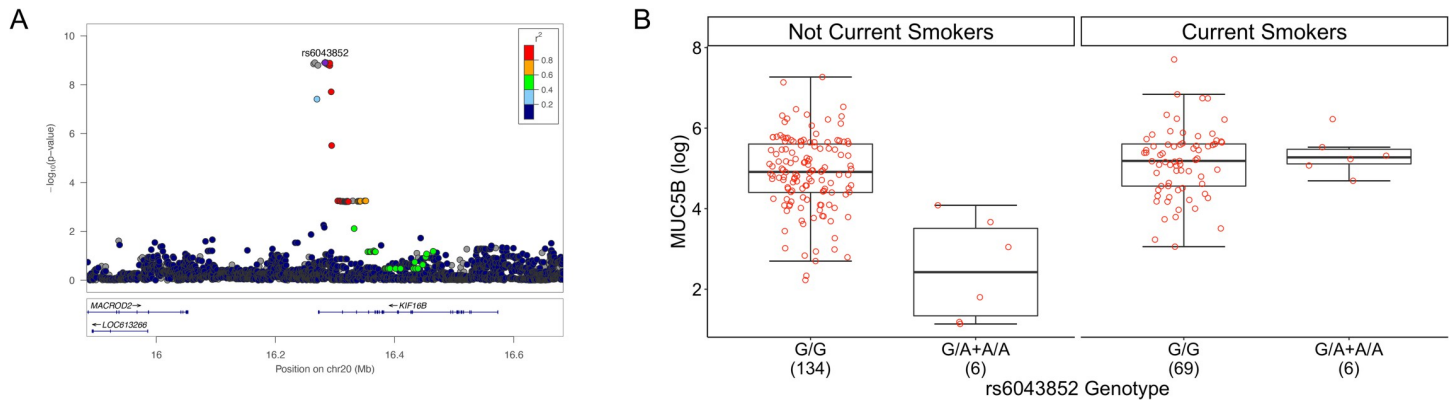 A
10
8
6
4
2
0
−log10(p-value)
rs6043852
r2
0.8
0.6
0.4
0.2
MACROD2
LOC613266
KIF16B
16
16.2
16.4
16.6
Position on chr20 (Mb)
B
Not Current Smokers
Current Smokers
8
6
4
2
MUC5B (log)
G/G
(134)
G/A+A/A
(6)
G/G
(69)
G/A+A/A
(6)
rs6043852 Genotype